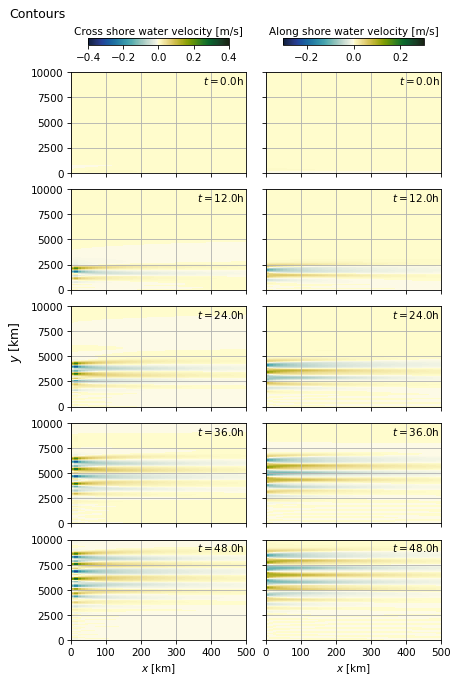 Contours
Cross shore water velocity [m/s]
Along shore water velocity [m/s]
−0.4 −0.2 0.0 0.2 0.4
−0.2 0.0 0.2
10000
7500
5000
2500
0
t = 0.0h
t = 0.0h
10000
7500
5000
2500
0
t = 12.0h
t = 12.0h
y [km]
10000
7500
5000
2500
0
t = 24.0h
t = 24.0h
10000
7500
5000
2500
0
t = 36.0h
t = 36.0h
10000
7500
5000
2500
0
t = 48.0h
t = 48.0h
0 100 200 300 400 500
0 100 200 300 400 500
x [km]
x [km]